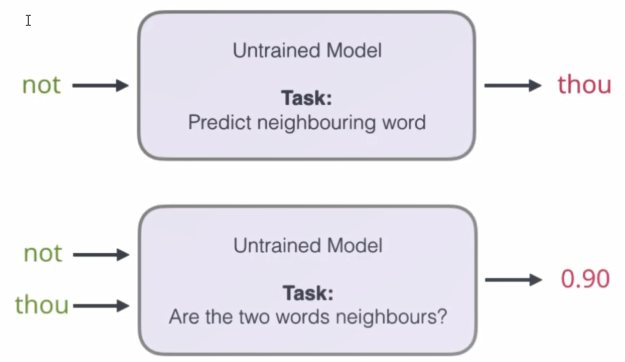 Untrained Model
not
thou
Task:
Predict neighbouring word
not
Untrained Model
thou
0.90
Task:
Are the two words neighbours?